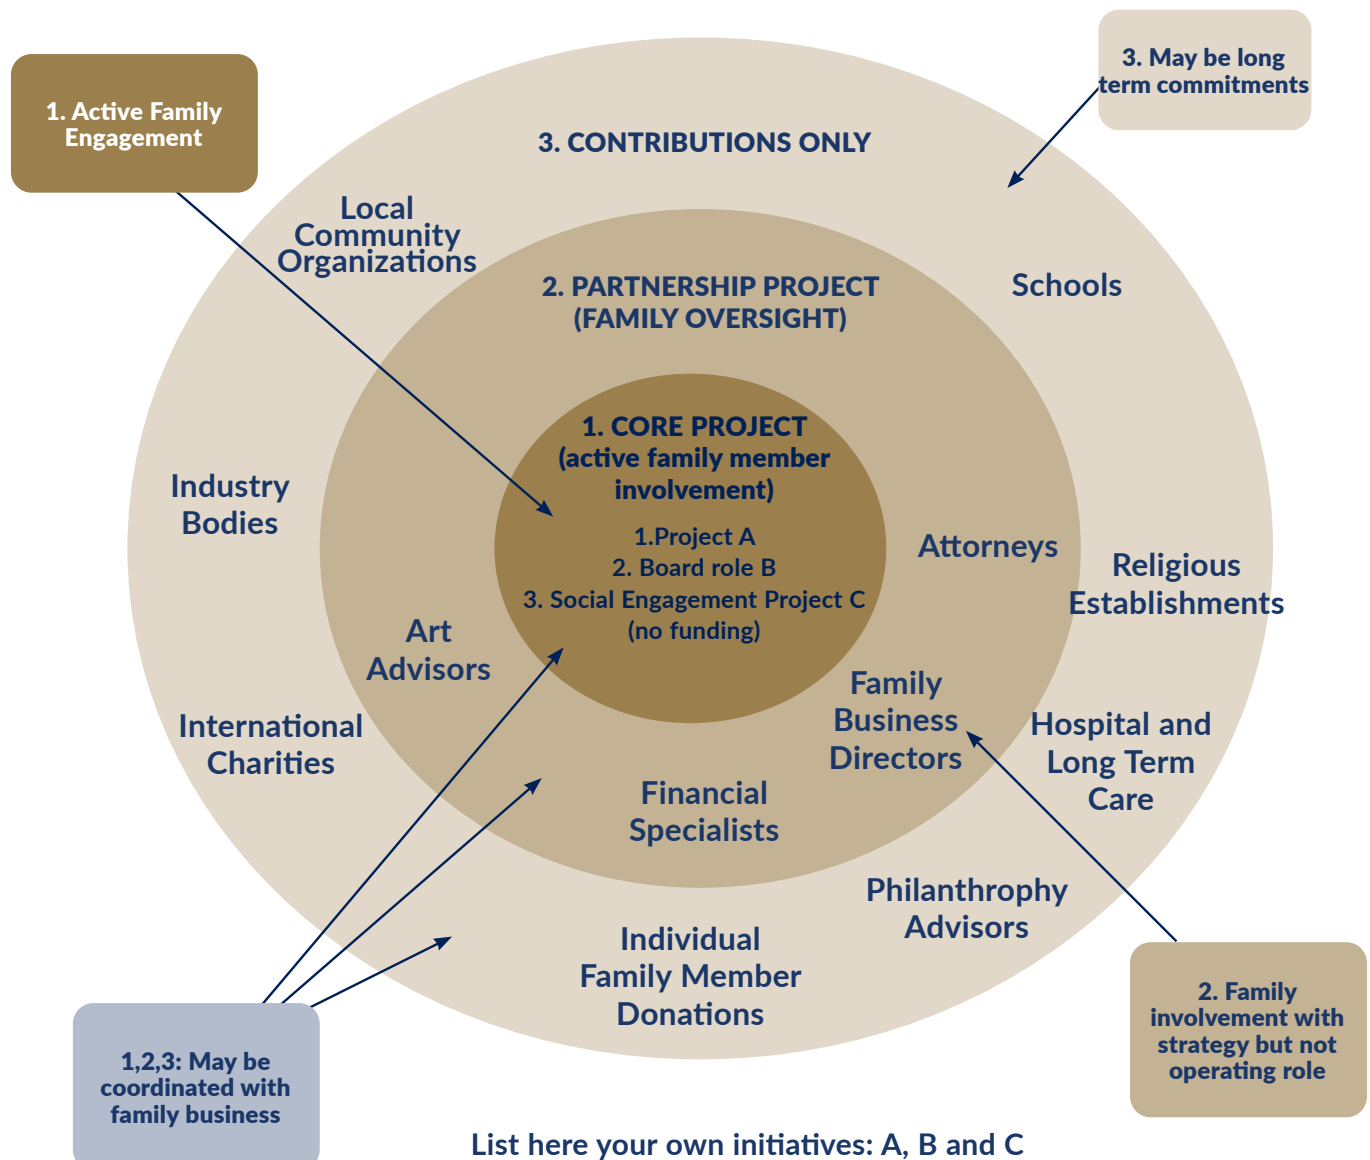 3. May be long
term commitments
1. Active Family
Engagement
3. CONTRIBUTIONS ONLY
Local
Community
Organizations
2. PARTNERSHIP PROJECT
(FAMILY OVERSIGHT)
Schools
1. CORE PROJECT
(active family member
involvement)
1.Project A
2. Board role B
3. Social Engagement Project C
(no funding)
Industry
Bodies
Attorneys
Religious
Establishments
Art
Advisors
Family
Business
Directors
International
Charities
Hospital and
Long Term
Care
Financial
Specialists
Philanthropy
Advisors
Individual
Family Member
Donations
2. Family
involvement with
strategy but not
operating role
1,2,3: May be
coordinated with
family business
List here your own initiatives: A, B and C